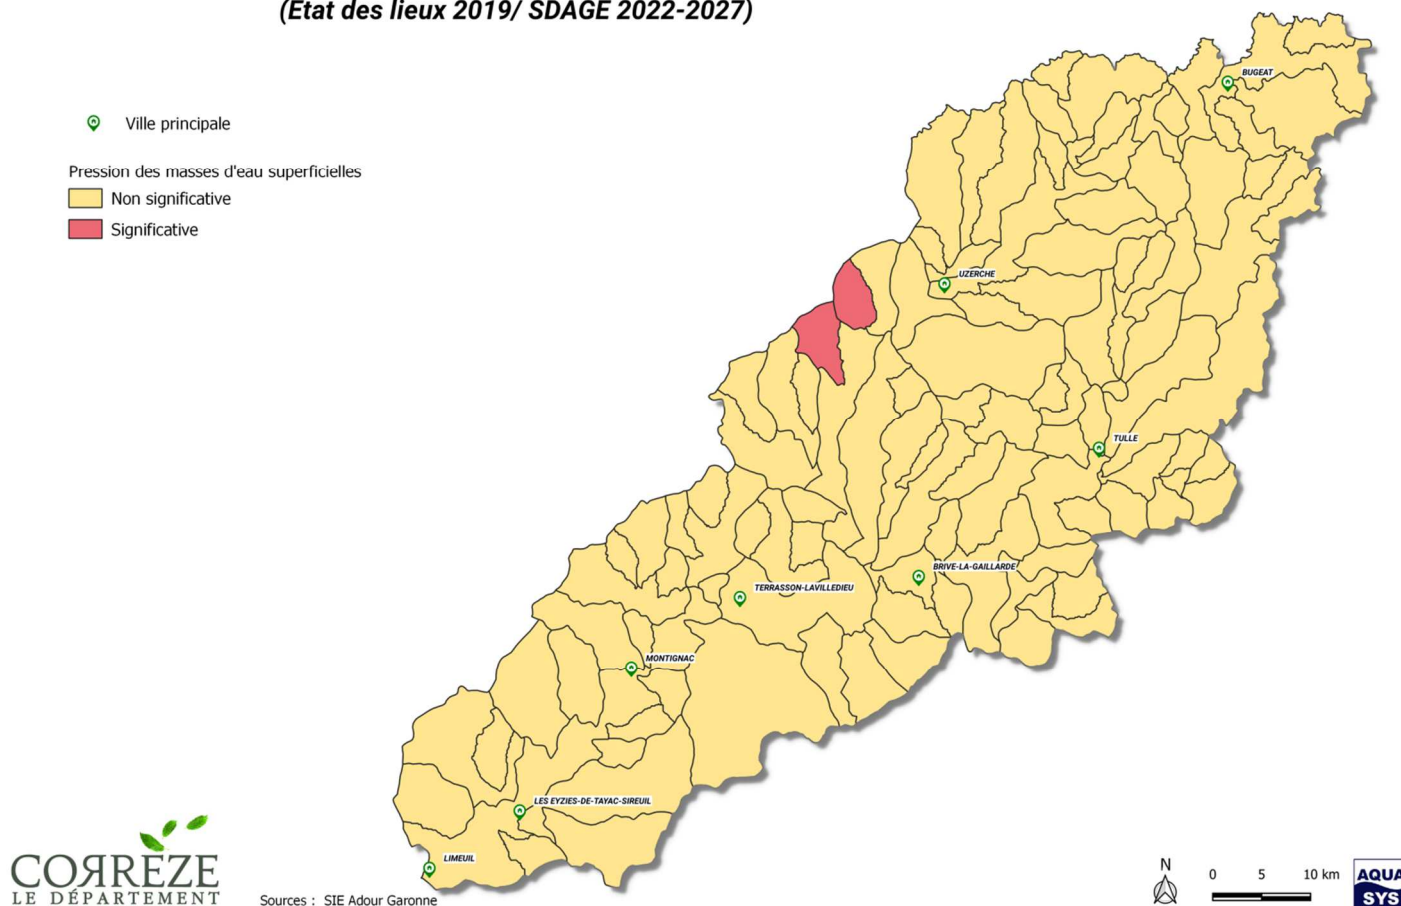 (Etat des lieux 2019/ SDAGE 2022-2027)
BUGEAT
Ville principale
Pression des masses d'eau superficielles
Non significative
Significative
UZERCHE
TULLE
BRIVE-LA-GAILLARDE
TERRASSON-LAVILLEDIEU
MONTIGNAC
LES EYZIES-DE-TAYAC-SIREUIL
LIMEUIL
CORRÈZE
LE DÉPARTEMENT
Sources : SIE Adour Garonne
N
0 5 10 km
AQUA
SYS